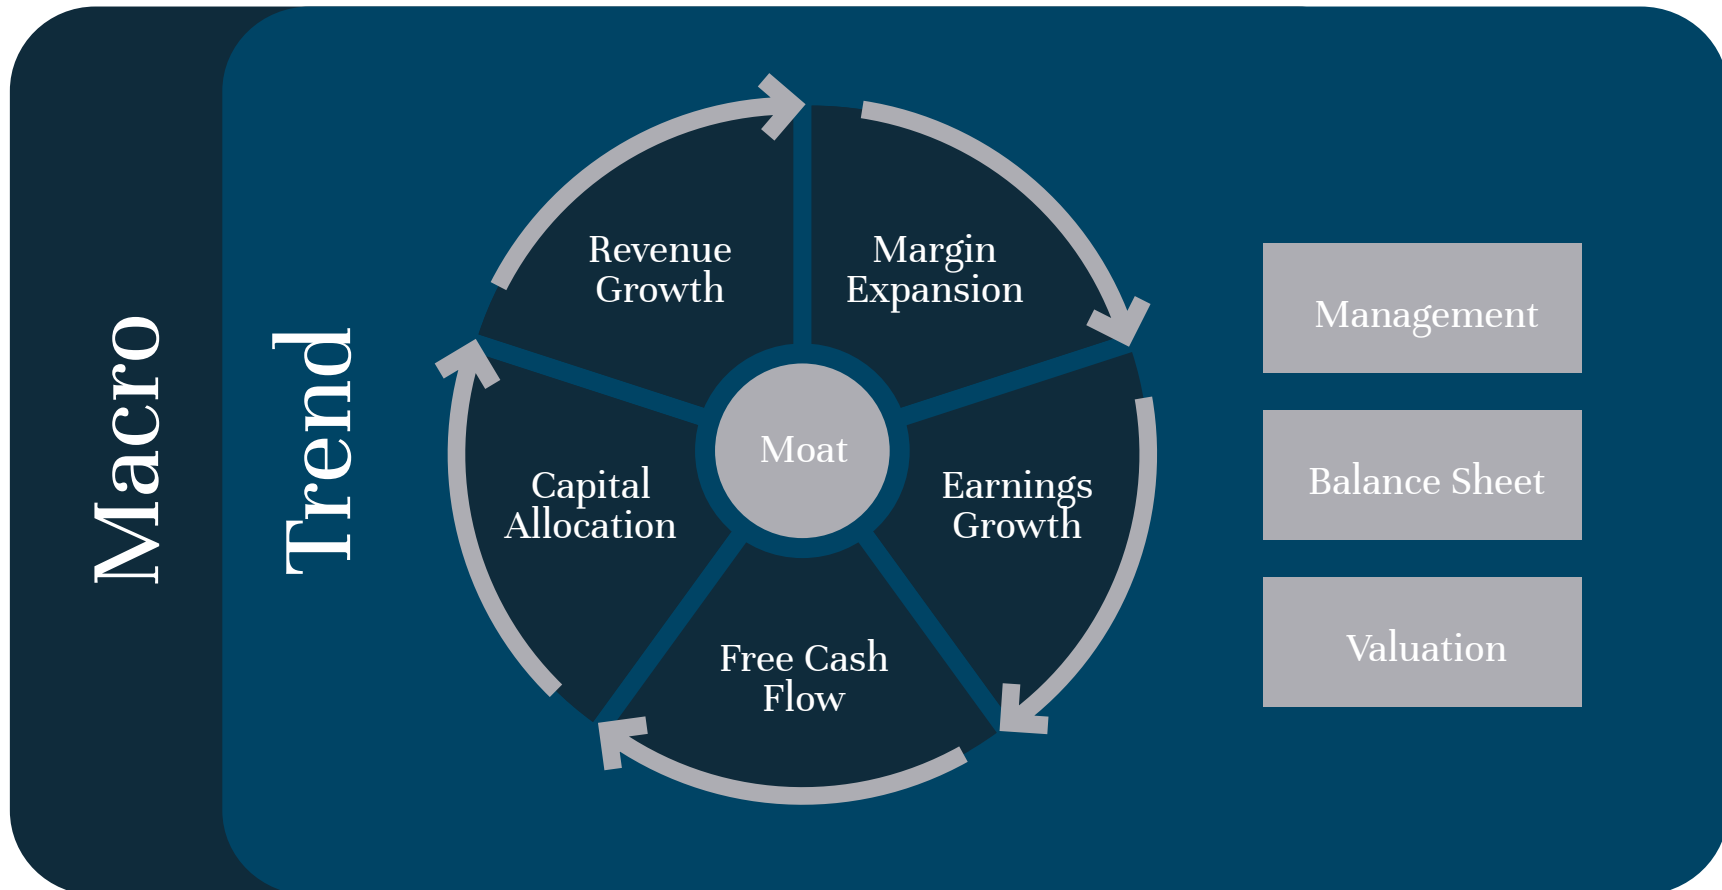 Macro
Trend
Revenue
Growth
Margin
Expansion
Earnings
Growth
Free Cash
Flow
Capital
Allocation
Moat
Management
Balance Sheet
Valuation